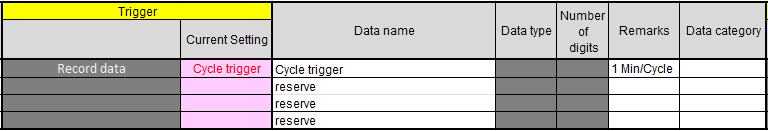 Trigger
Current Setting
Data name
Data type
Number
of
digits
Remarks
Data category
Record data
Cycle trigger
Cycle trigger
1 Min/Cycle
reserve
reserve
reserve